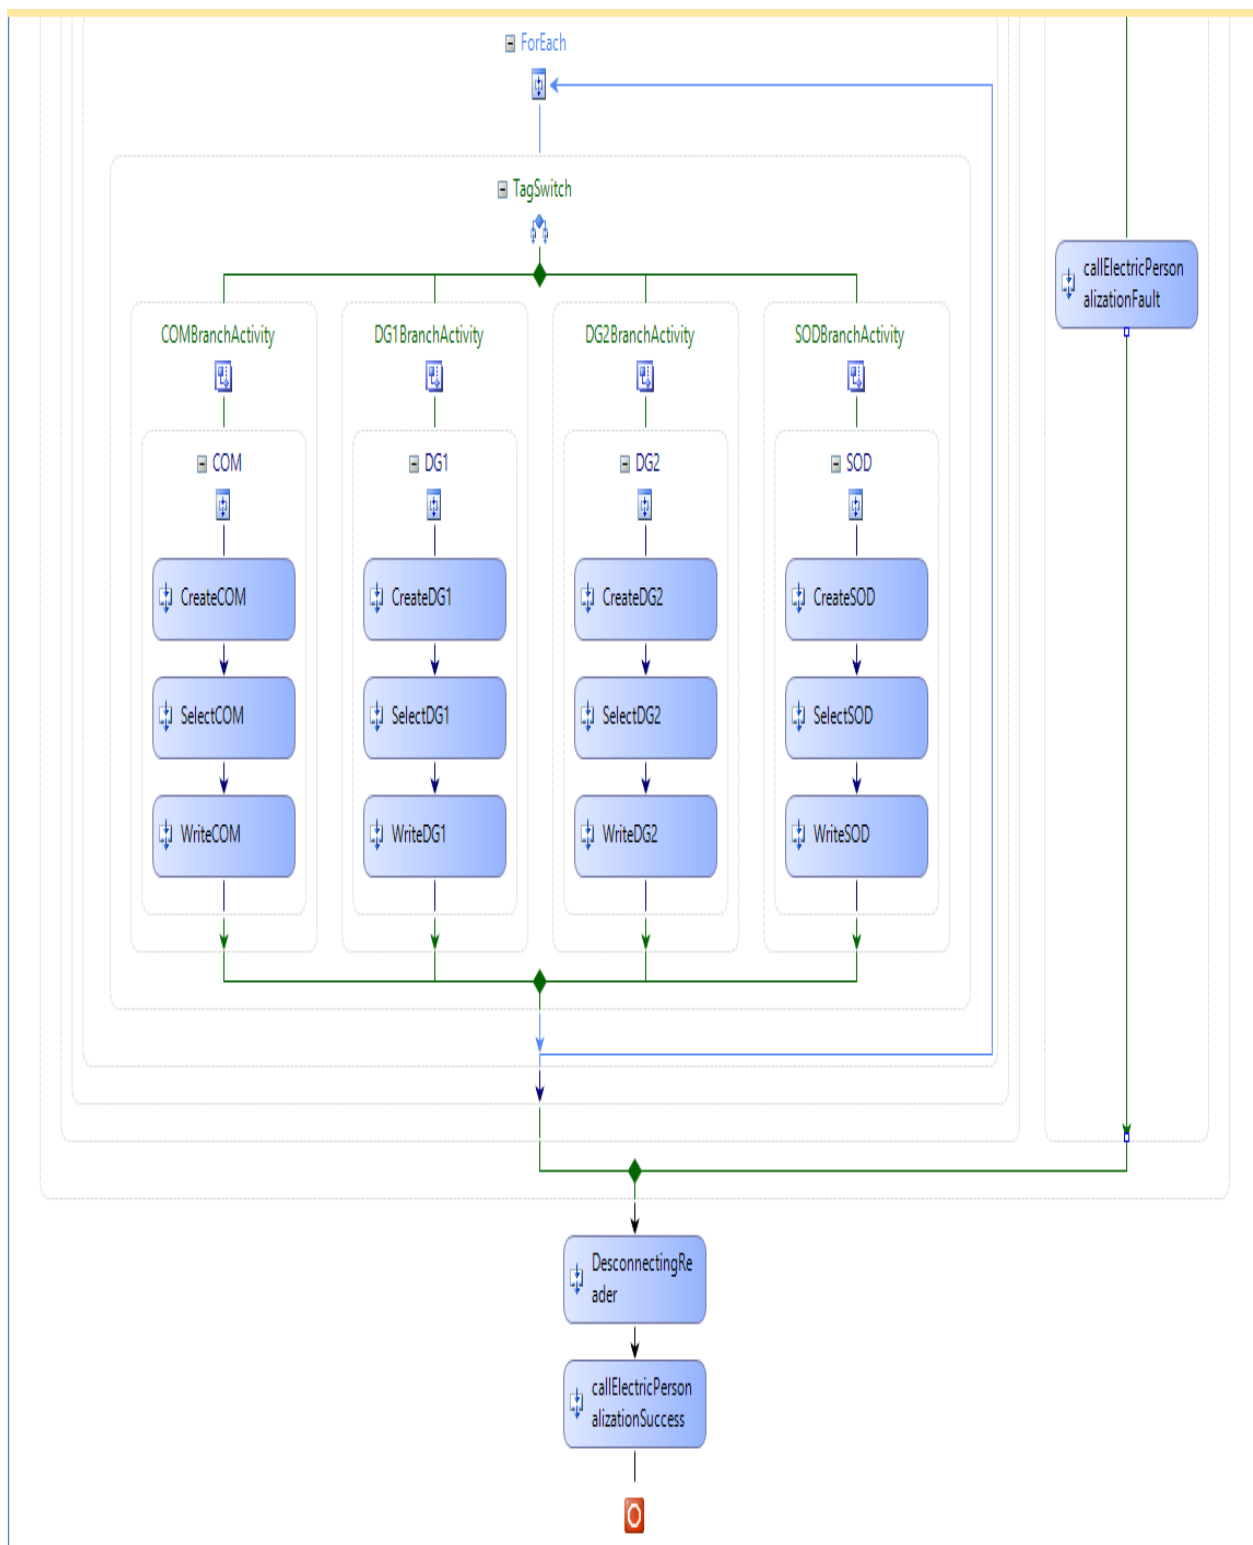 ForEach
TagSwitch
callElectricPerson
alizationFault
COMBranchActivity
DG1BranchActivity
DG2BranchActivity
SODBranchActivity
COM
DG1
DG2
SOD
CreateCOM
CreateDG1
CreateDG2
CreateSOD
SelectCOM
SelectDG1
SelectDG2
SelectSOD
WriteCOM
WriteDG1
WriteDG2
WriteSOD
DesconnectingRe
ader
callElectricPerson
alizationSuccess